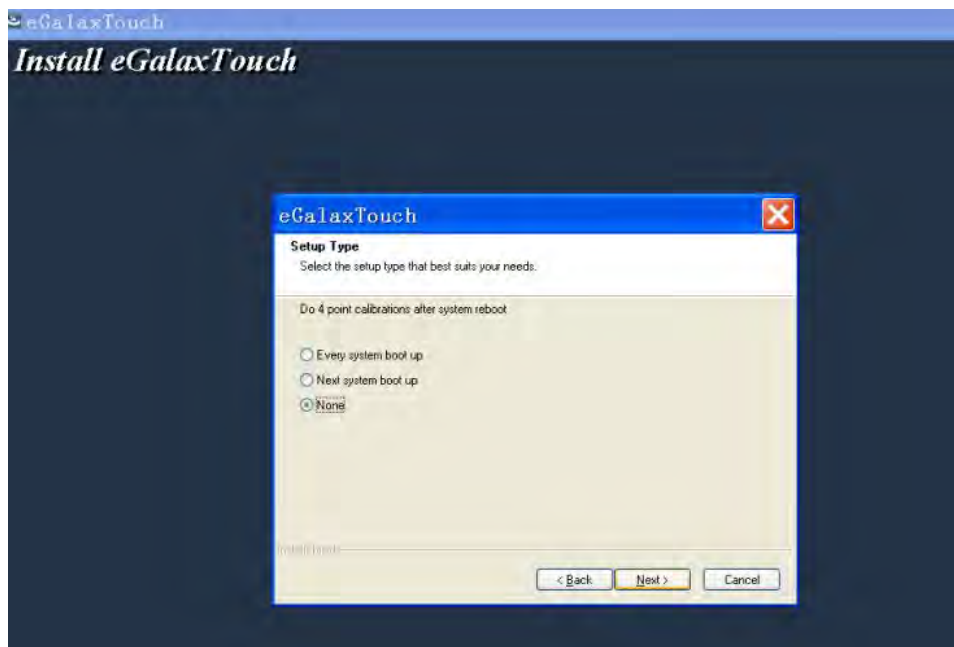 eGalaxTouch
Install eGalaxTouch
eGalaxTouch
Setup Type
Select the setup type that best suits your needs.
Do 4 point calibrations after system reboot
Every system boot up
Next system boot up
None
InstallShield
< Back Next > Cancel